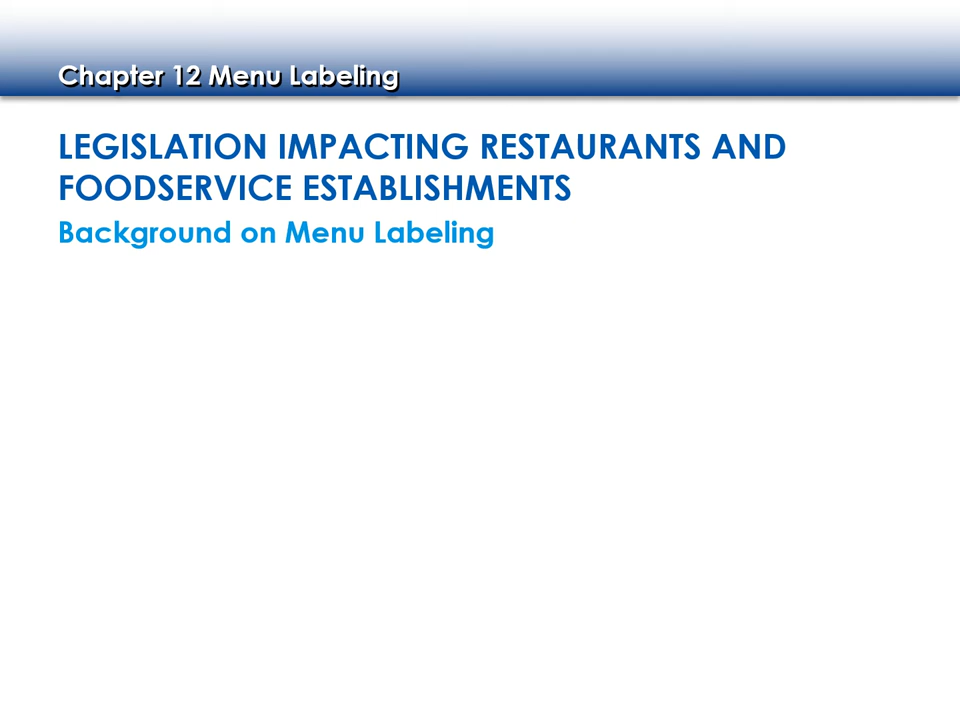 Chapter 12 Menu Labeling
LEGISLATION IMPACTING RESTAURANTS AND
FOODSERVICE ESTABLISHMENTS
Background on Menu Labeling